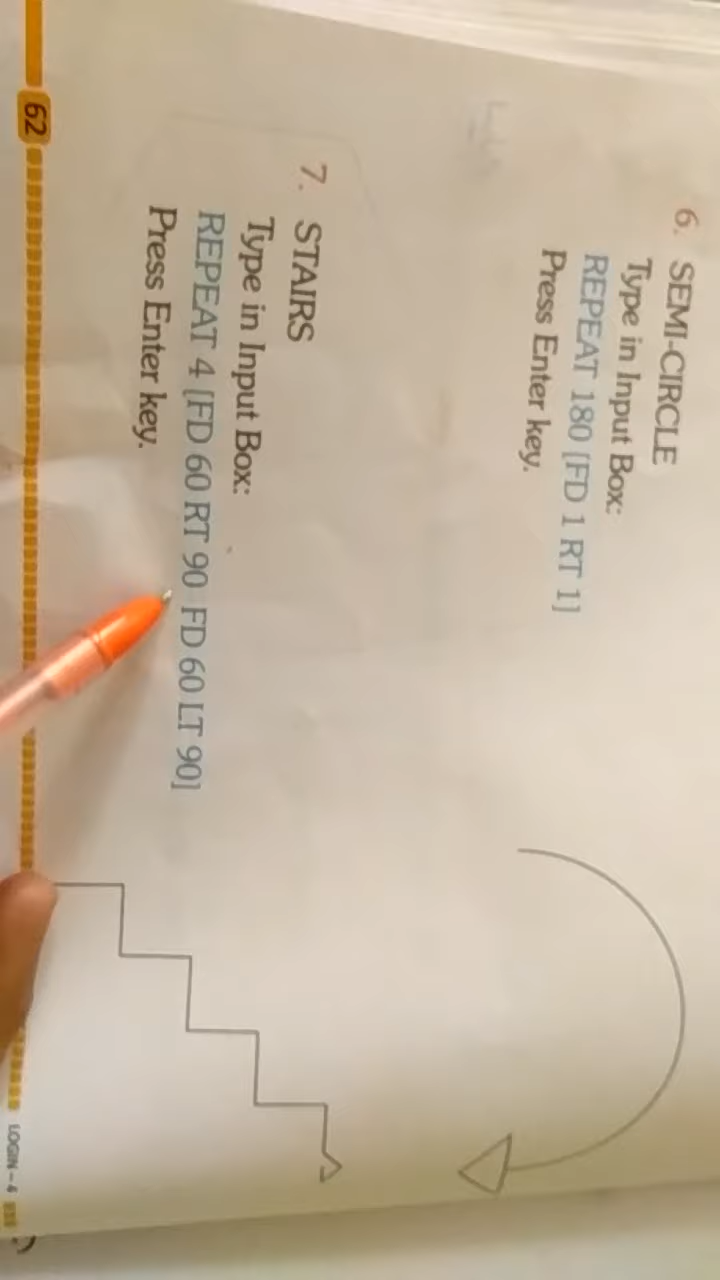 6. SEMI-CIRCLE
Type in Input Box:
REPEAT 180 [FD 1 RT 1]
Press Enter key.
7. STAIRS
Type in Input Box:
REPEAT 4 [FD 60 RT 90 FD 60 LT 90]
Press Enter key.
62
LOGIN-4